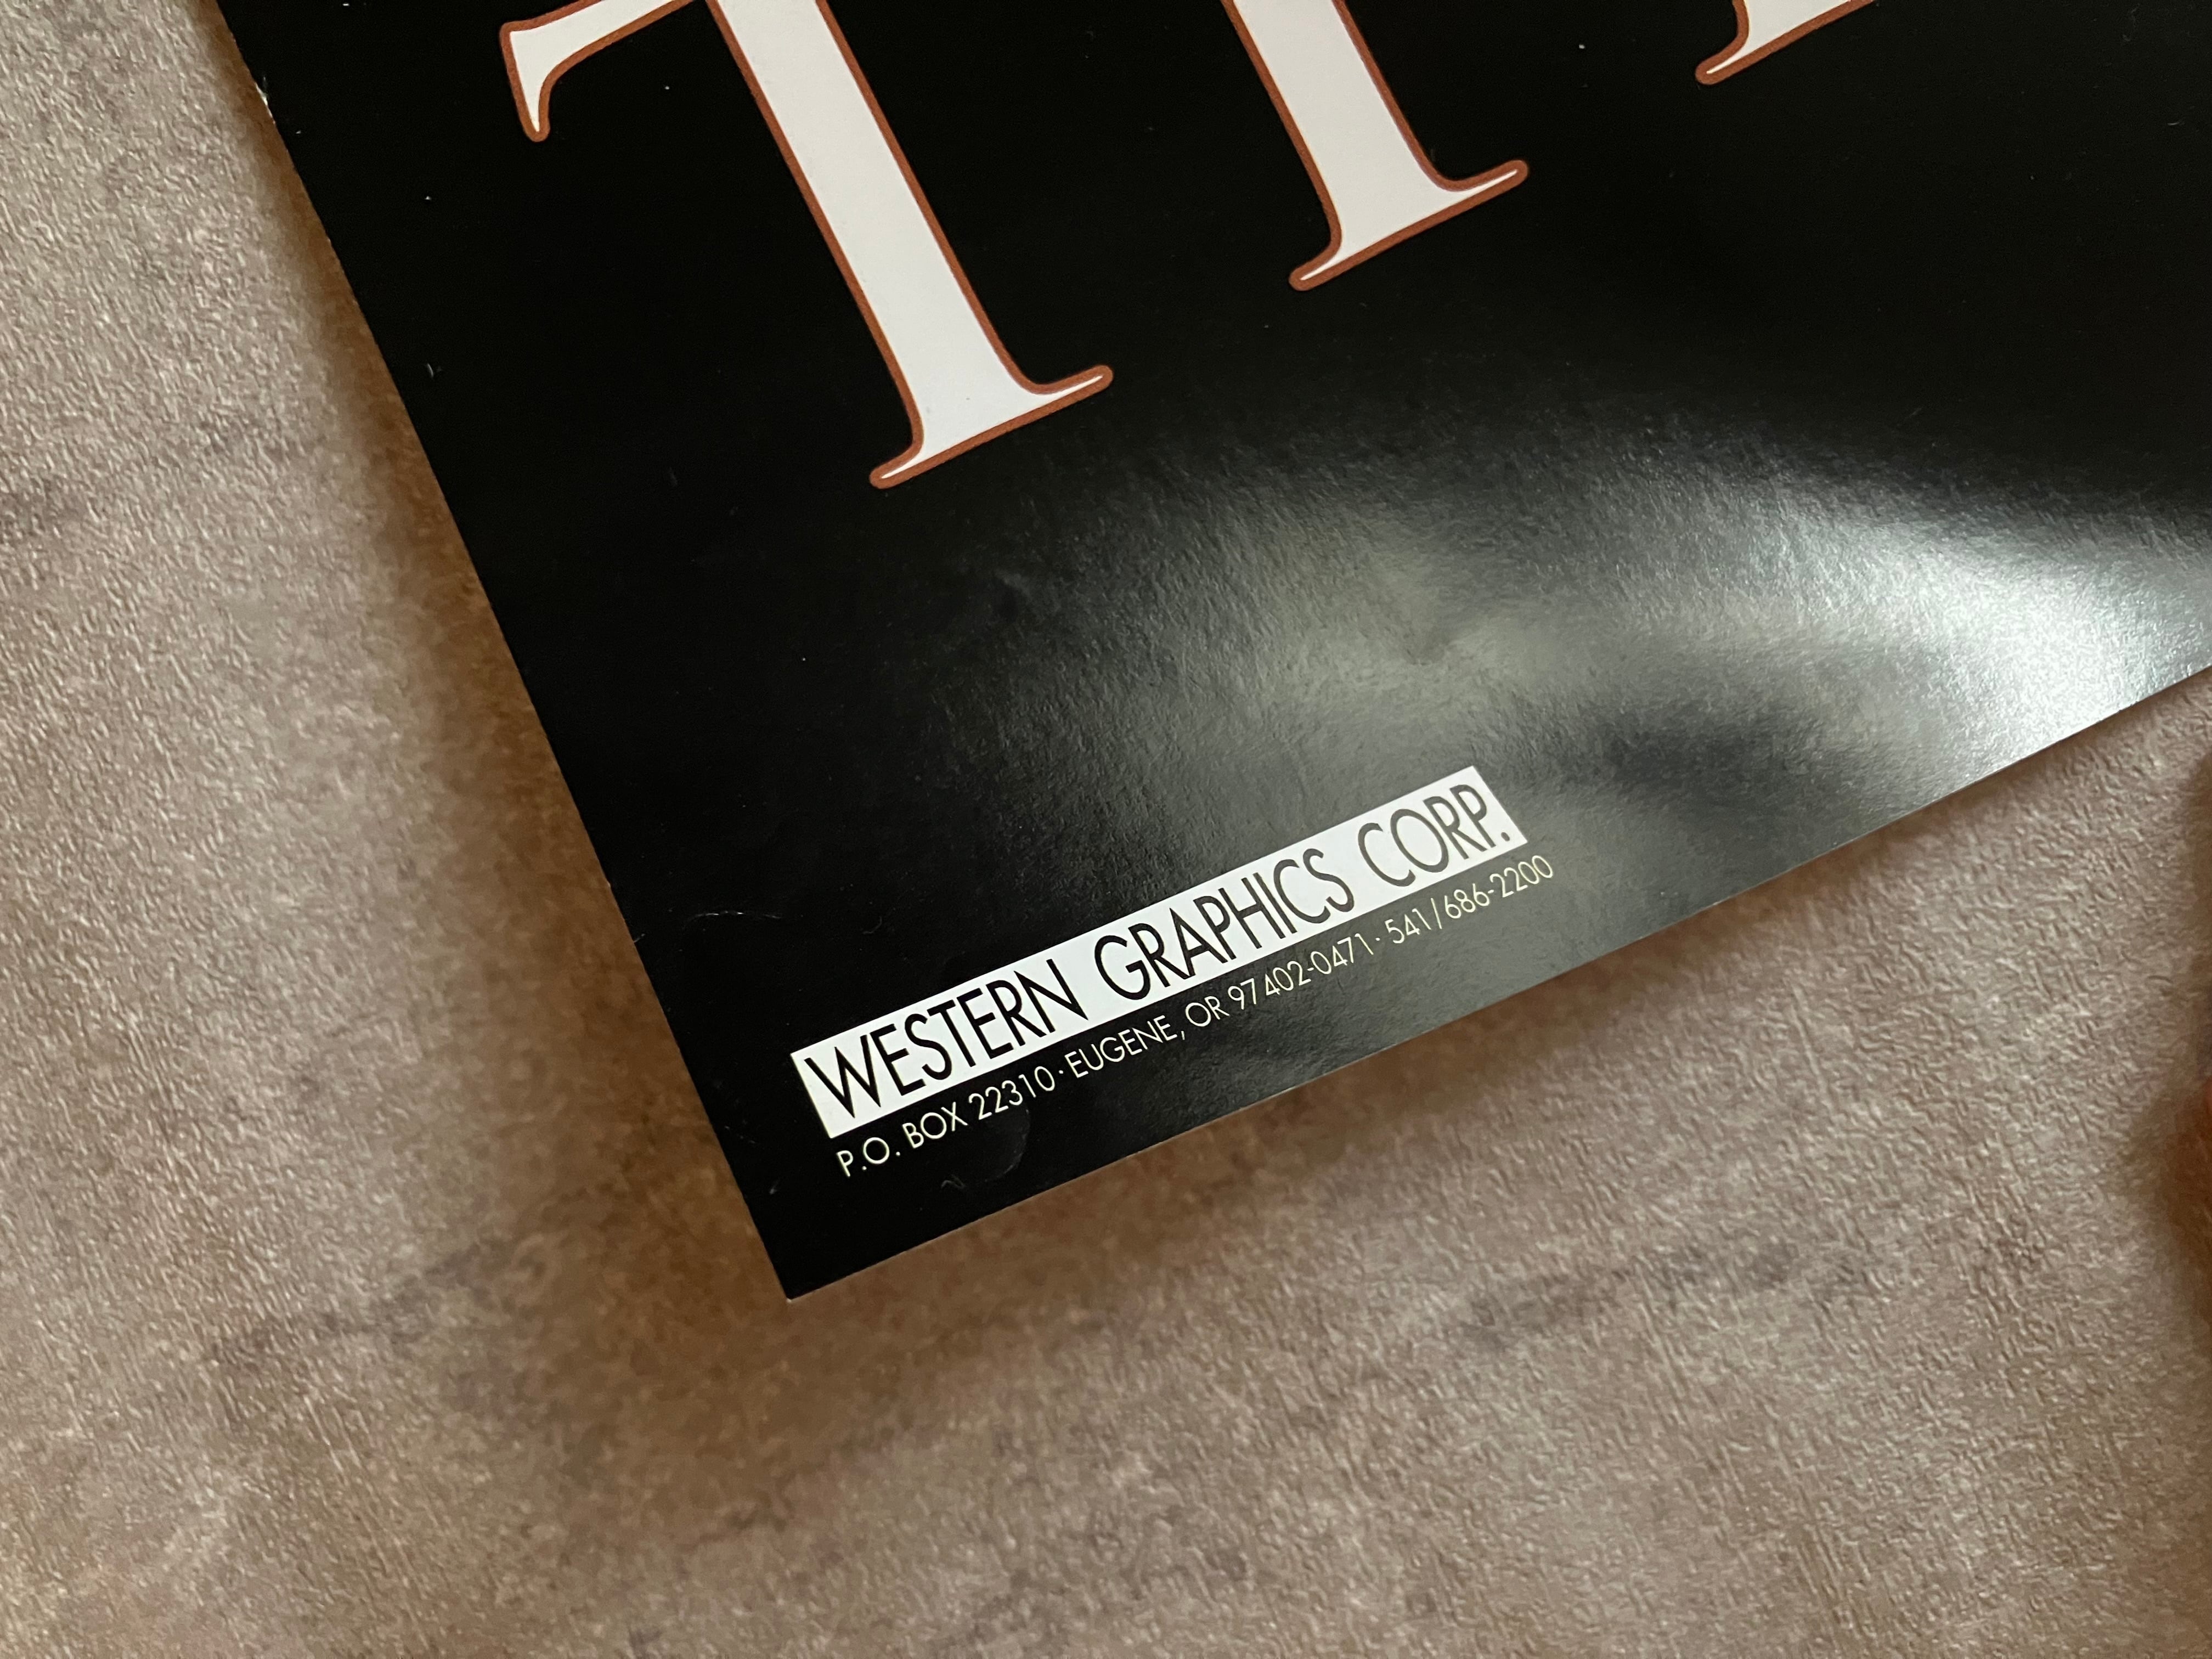 WESTERN GRAPHICS CORP.
P.O. BOX 22310 · EUGENE, OR 97402-0471 · 541/686-2200